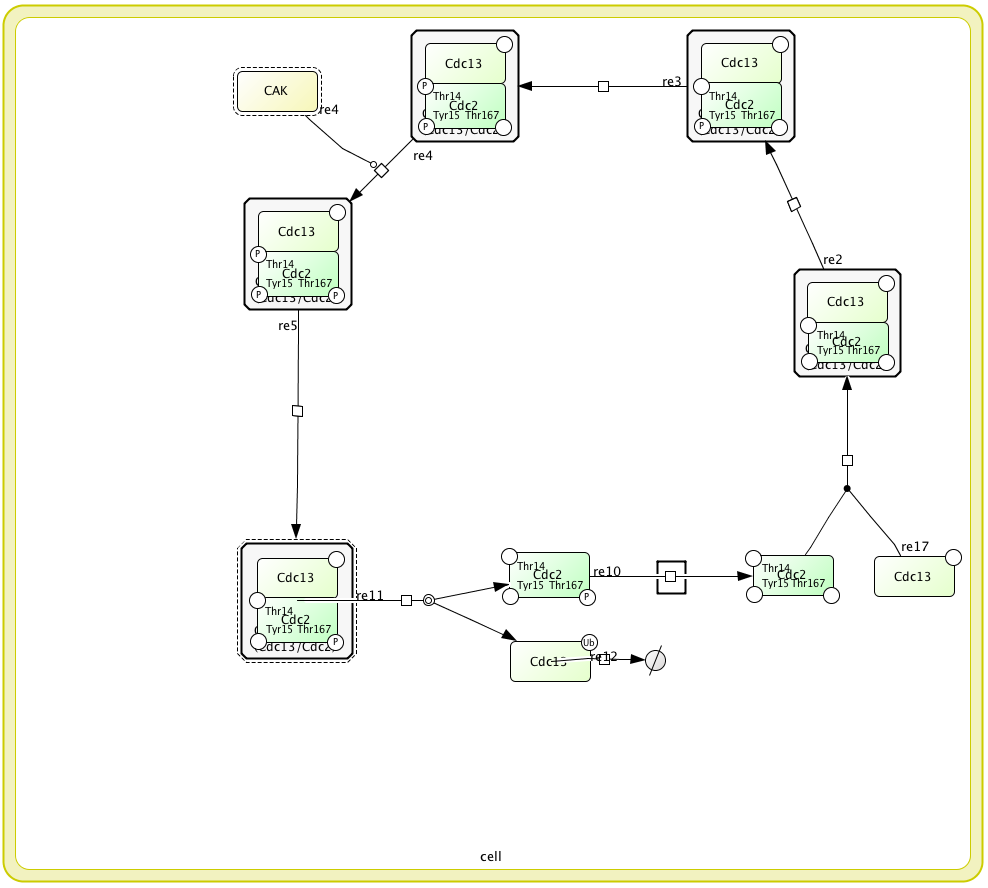 Cdc13
P
Thr14
Cdc2
Tyr15 Thr167
P
(Cdc13/Cdc2)
re3
Cdc13
Thr14
Cdc2
Tyr15 Thr167
P
(Cdc13/Cdc2)
CAK
re4
re4
Cdc13
P
Thr14
Cdc2
Tyr15 Thr167
P
P
(Cdc13/Cdc2)
re2
Cdc13
Thr14
Cdc2
Tyr15 Thr167
(Cdc13/Cdc2)
re5
Cdc13
re11
Thr14
Cdc2
Tyr15 Thr167
P
(Cdc13/Cdc2)
Thr14
Cdc2
Tyr15 Thr167
P
re10
Thr14
Cdc2
Tyr15 Thr167
re17
Cdc13
Ub
Cdc13
re12
cell